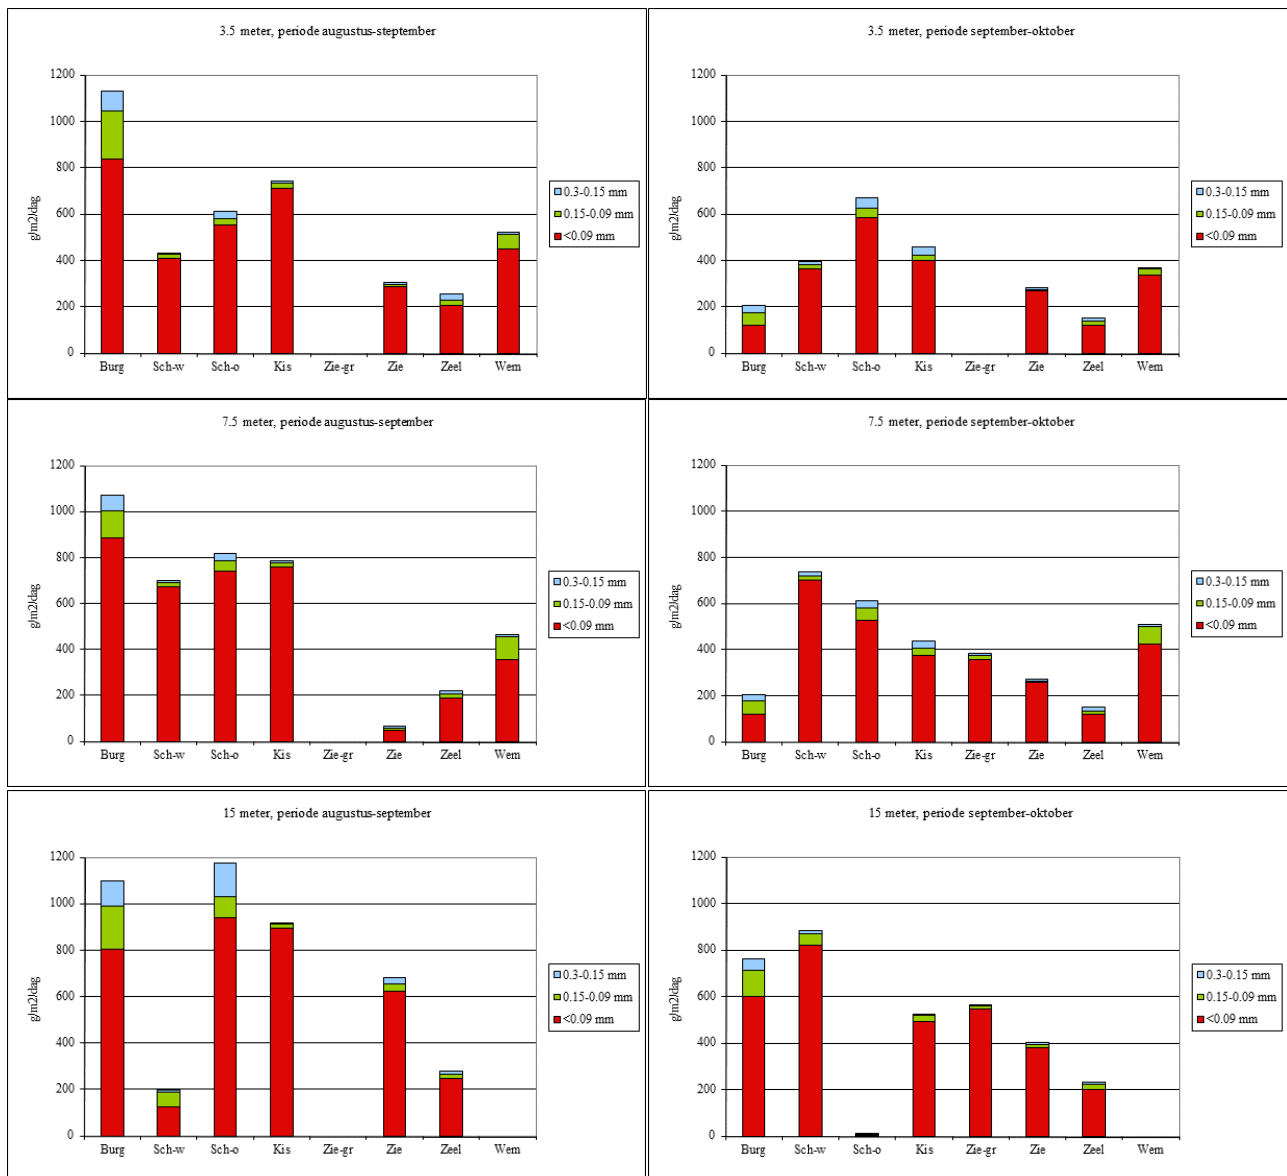 3.5 meter, periode augustus-steptember
1200
1000
800
600
400
200
0
g/m2/dag
Burg Sch-w Sch-o Kis Zie-gr Zie Zeel Wem
0.3-0.15 mm
0.15-0.09 mm
<0.09 mm
3.5 meter, periode september-oktober
1200
1000
800
600
400
200
0
g/m2/dag
Burg Sch-w Sch-o Kis Zie-gr Zie Zeel Wem
0.3-0.15 mm
0.15-0.09 mm
<0.09 mm
7.5 meter, periode augustus-september
1200
1000
800
600
400
200
0
g/m2/dag
Burg Sch-w Sch-o Kis Zie-gr Zie Zeel Wem
0.3-0.15 mm
0.15-0.09 mm
<0.09 mm
7.5 meter, periode september-oktober
1200
1000
800
600
400
200
0
g/m2/dag
Burg Sch-w Sch-o Kis Zie-gr Zie Zeel Wem
0.3-0.15 mm
0.15-0.09 mm
<0.09 mm
15 meter, periode augustus-september
1200
1000
800
600
400
200
0
g/m2/dag
Burg Sch-w Sch-o Kis Zie-gr Zie Zeel Wem
0.3-0.15 mm
0.15-0.09 mm
<0.09 mm
15 meter, periode september-oktober
1200
1000
800
600
400
200
0
g/m2/dag
Burg Sch-w Sch-o Kis Zie-gr Zie Zeel Wem
0.3-0.15 mm
0.15-0.09 mm
<0.09 mm